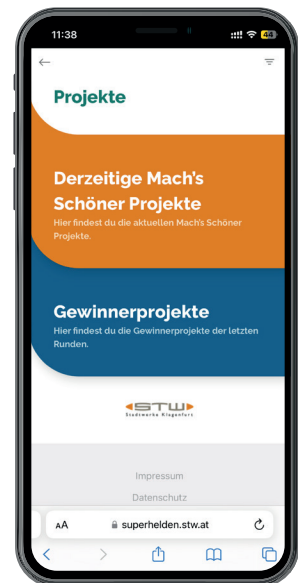 11:38
44
Projekte
Derzeitige Mach's
Schöner Projekte
Hier findest du die aktuellen Mach's Schöner
Projekte.
Gewinnerprojekte
Hier findest du die Gewinnerprojekte der letzten
Runden.
STW
Stadtwerke Klagenfurt
Impressum
Datenschutz
AA superhelden.stw.at